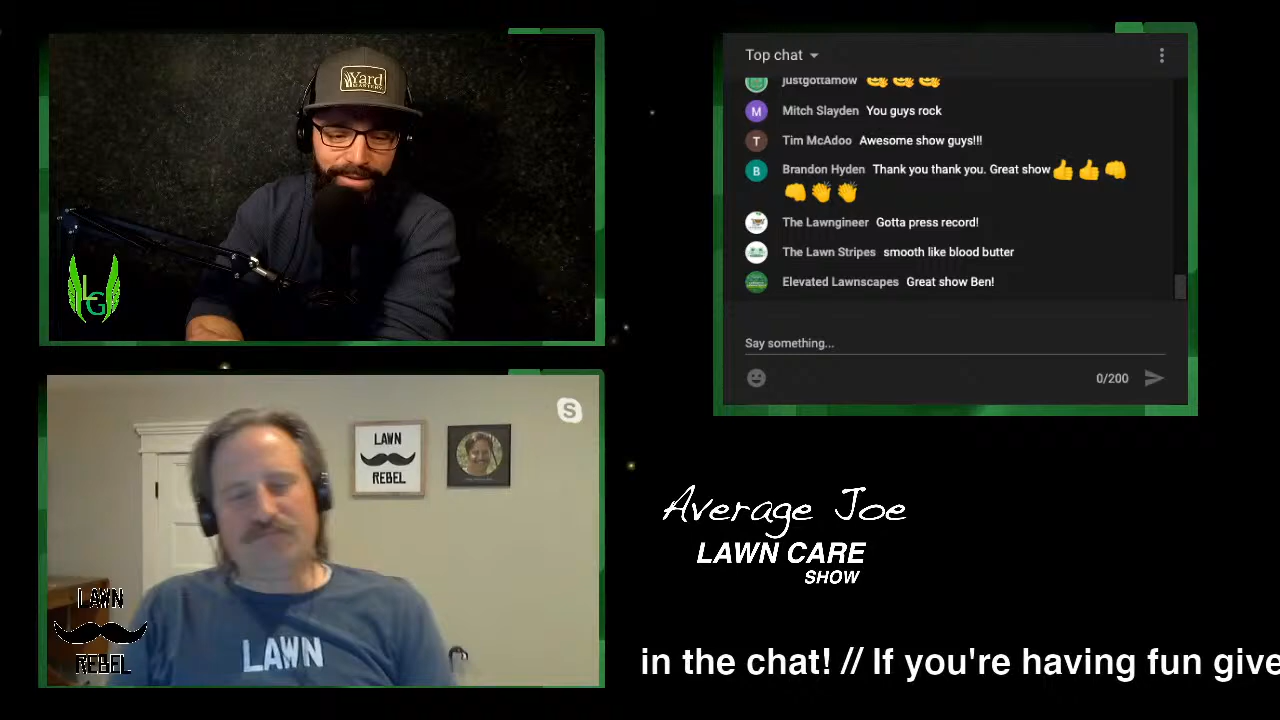 Yard
LG
LAWN
REBEL
LAWN
LAWN
REBEL
Top chat
justgottamow
Mitch Slayden You guys rock
Tim McAdoo Awesome show guys!!!
Brandon Hyden Thank you thank you. Great show👍👍👊
👊👏👏
The Lawngineer Gotta press record!
The Lawn Stripes smooth like blood butter
Elevated Lawnscapes Great show Ben!
Say something...
0/200
Average Joe
LAWN CARE
SHOW
in the chat! // If you're having fun give